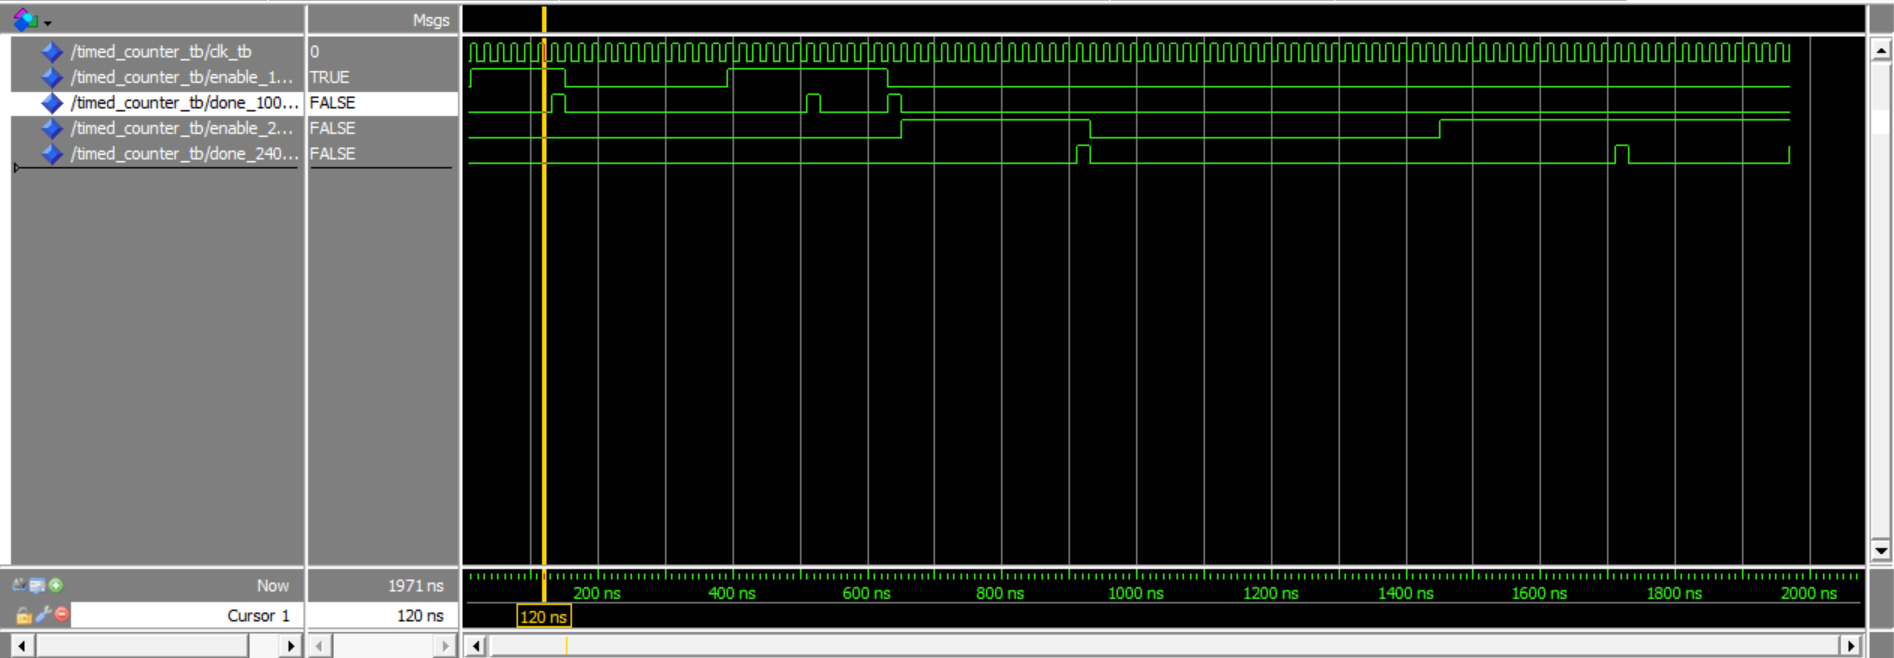 Msgs
/timed_counter_tb/clk_tb 0
/timed_counter_tb/enable_1... TRUE
/timed_counter_tb/done_100... FALSE
/timed_counter_tb/enable_2... FALSE
/timed_counter_tb/done_240... FALSE
Now 1971 ns
200 ns 400 ns 600 ns 800 ns 1000 ns 1200 ns 1400 ns 1600 ns 1800 ns 2000 ns
Cursor 1 120 ns
120 ns